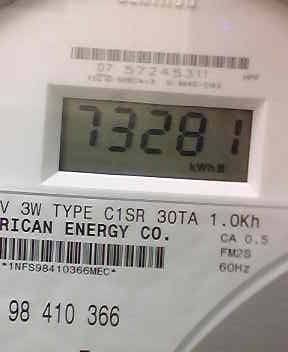 07 57245311
73281
kWh
V 3W TYPE C1SR 30TA 1.0Kh
RICAN ENERGY CO.
CA 0.5
FM2S
60Hz
*1NFS98410366MEC*
98 410 366